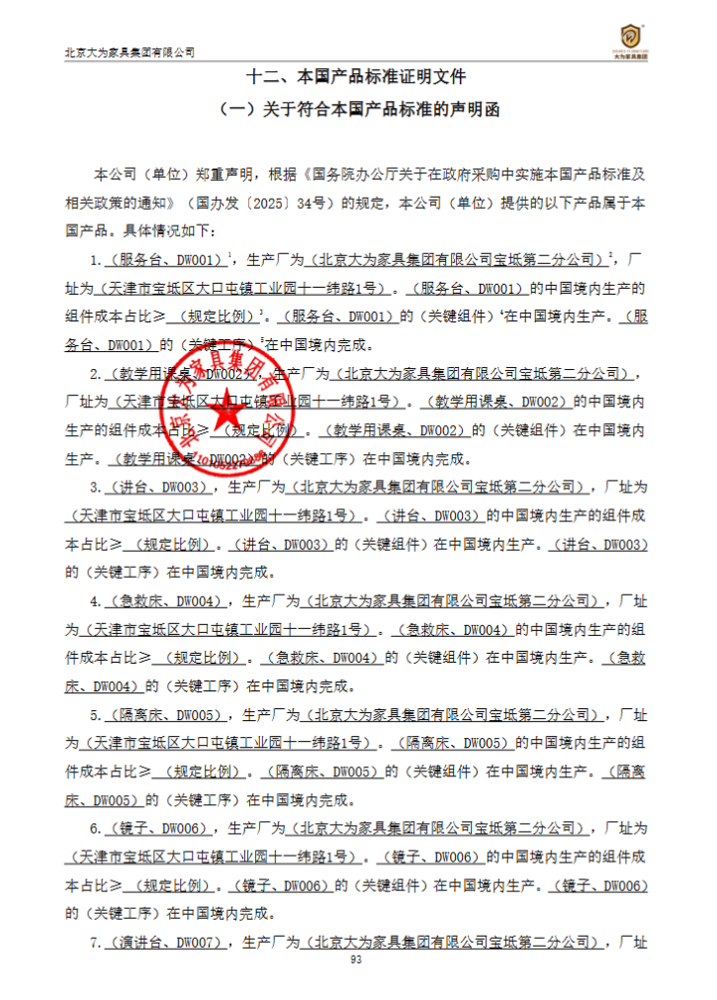 北京大为家具集团有限公司
大为家具集团
十二、本国产品标准证明文件
（一）关于符合本国产品标准的声明函
本公司（单位）郑重声明，根据《国务院办公厅关于在政府采购中实施本国产品标准及
相关政策的通知》（国办发〔2025〕34号）的规定，本公司（单位）提供的以下产品属于本
国产品。具体情况如下：
1.（服务台、DW001）¹，生产厂为（北京大为家具集团有限公司宝坻第二分公司）²，厂
址为（天津市宝坻区大口屯镇工业园十一纬路1号）。（服务台、DW001）的中国境内生产的
组件成本占比≥ （规定比例）³。（服务台、DW001）的（关键组件）⁴在中国境内生产。（服
务台、DW001）的（关键工序）⁵在中国境内完成。
2.（教学用课桌、DW002），生产厂为（北京大为家具集团有限公司宝坻第二分公司），
厂址为（天津市宝坻区大口屯镇工业园十一纬路1号）。（教学用课桌、DW002）的中国境内
生产的组件成本占比≥ （规定比例）。（教学用课桌、DW002）的（关键组件）在中国境内
生产。（教学用课桌、DW002）的（关键工序）在中国境内完成。
北京大为家具集团有限公司
3.（讲台、DW003），生产厂为（北京大为家具集团有限公司宝坻第二分公司），厂址为
（天津市宝坻区大口屯镇工业园十一纬路1号）。（讲台、DW003）的中国境内生产的组件成
本占比≥ （规定比例）。（讲台、DW003）的（关键组件）在中国境内生产。（讲台、DW003）
的（关键工序）在中国境内完成。
4.（急救床、DW004），生产厂为（北京大为家具集团有限公司宝坻第二分公司），厂址
为（天津市宝坻区大口屯镇工业园十一纬路1号）。（急救床、DW004）的中国境内生产的组
件成本占比≥ （规定比例）。（急救床、DW004）的（关键组件）在中国境内生产。（急救
床、DW004）的（关键工序）在中国境内完成。
5.（隔离床、DW005），生产厂为（北京大为家具集团有限公司宝坻第二分公司），厂址
为（天津市宝坻区大口屯镇工业园十一纬路1号）。（隔离床、DW005）的中国境内生产的组
件成本占比≥ （规定比例）。（隔离床、DW005）的（关键组件）在中国境内生产。（隔离
床、DW005）的（关键工序）在中国境内完成。
6.（镜子、DW006），生产厂为（北京大为家具集团有限公司宝坻第二分公司），厂址为
（天津市宝坻区大口屯镇工业园十一纬路1号）。（镜子、DW006）的中国境内生产的组件成
本占比≥ （规定比例）。（镜子、DW006）的（关键组件）在中国境内生产。（镜子、DW006）
的（关键工序）在中国境内完成。
7.（演讲台、DW007），生产厂为（北京大为家具集团有限公司宝坻第二分公司），厂址
93